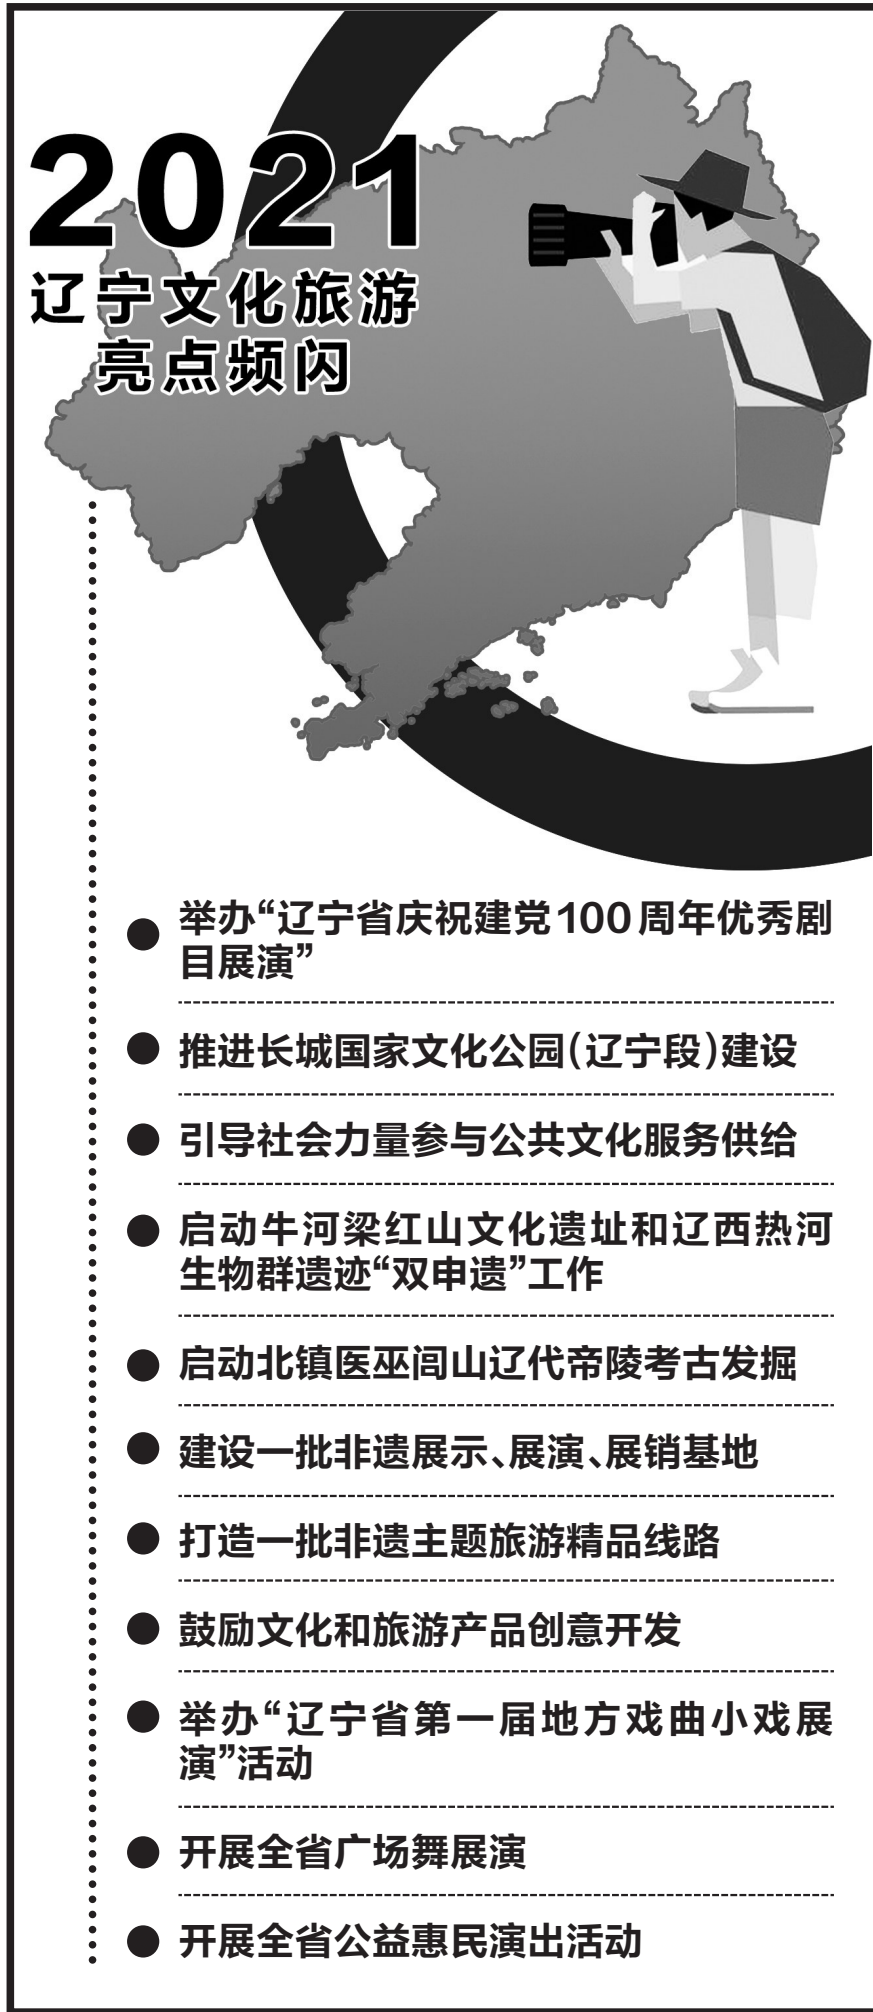 2021
辽宁文化旅游
亮点频闪
举办“辽宁省庆祝建党100周年优秀剧
目展演”
推进长城国家文化公园(辽宁段)建设
引导社会力量参与公共文化服务供给
启动牛河梁红山文化遗址和辽西热河
生物群遗迹“双申遗”工作
启动北镇医巫闾山辽代帝陵考古发掘
建设一批非遗展示、展演、展销基地
打造一批非遗主题旅游精品线路
鼓励文化和旅游产品创意开发
举办“辽宁省第一届地方戏曲小戏展
演”活动
开展全省广场舞展演
开展全省公益惠民演出活动